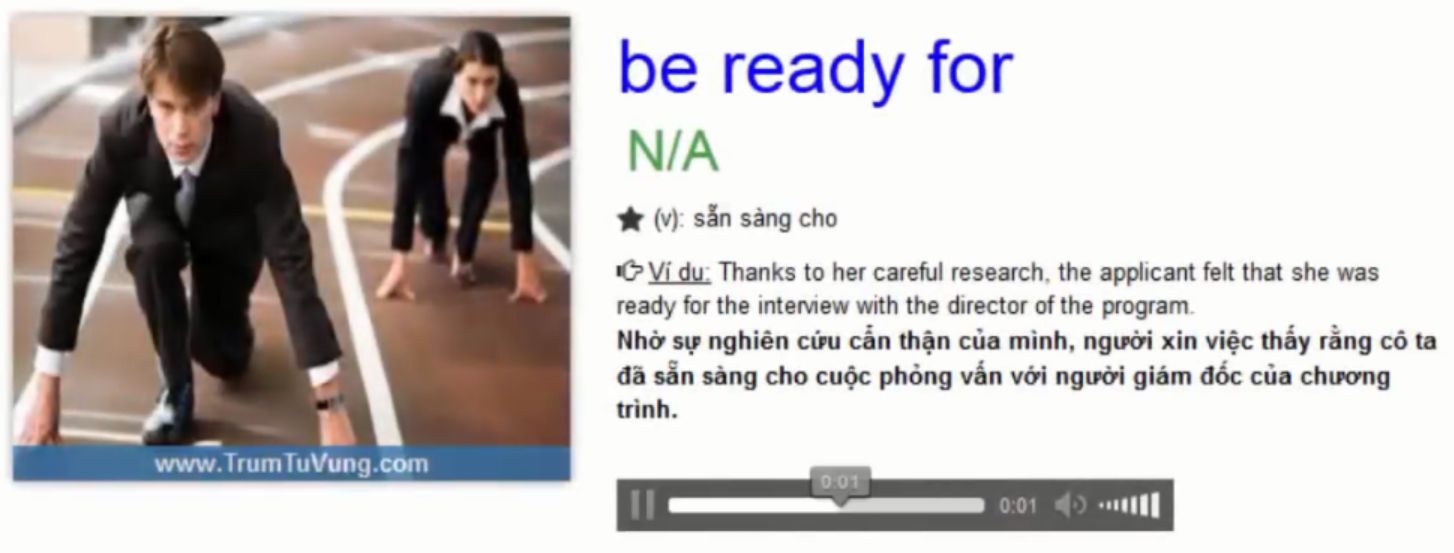 be ready for
N/A
(v): sẵn sàng cho
Ví du: Thanks to her careful research, the applicant felt that she was
ready for the interview with the director of the program.
Nhờ sự nghiên cứu cẩn thận của mình, người xin việc thấy rằng cô ta
đã sẵn sàng cho cuộc phỏng vấn với người giám đốc của chương
trình.
www.TrumTuVung.com
0:01
0:01